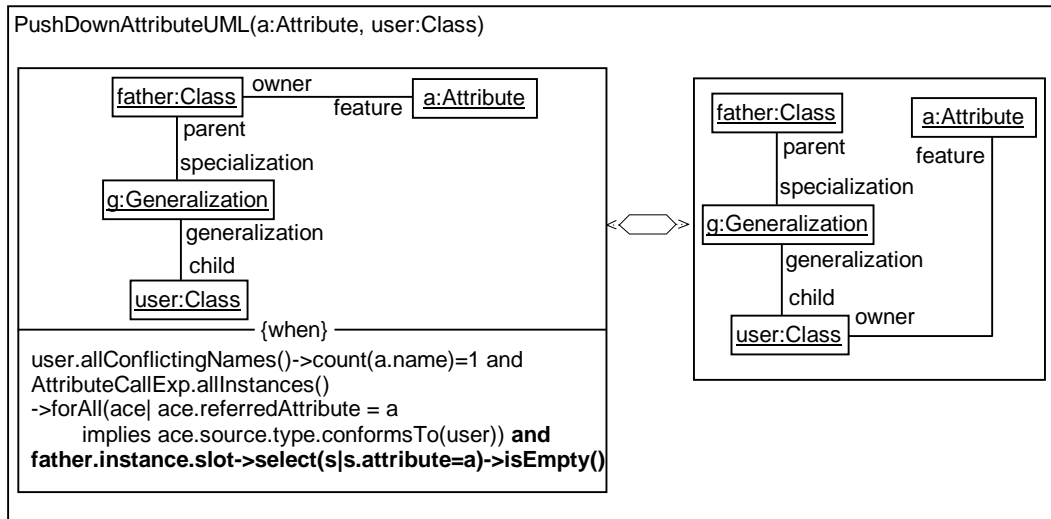 PushDownAttributeUML(a:Attribute, user:Class)
father:Class
owner
feature
a:Attribute
parent
specialization
g:Generalization
generalization
child
user:Class
{when}
user.allConflictingNames()->count(a.name)=1 and
AttributeCallExp.allInstances()
->forAll(ace| ace.referredAttribute = a
implies ace.source.type.conformsTo(user)) and
father.instance.slot->select(s|s.attribute=a)->isEmpty()
father:Class
a:Attribute
parent
feature
specialization
g:Generalization
generalization
child
user:Class
owner